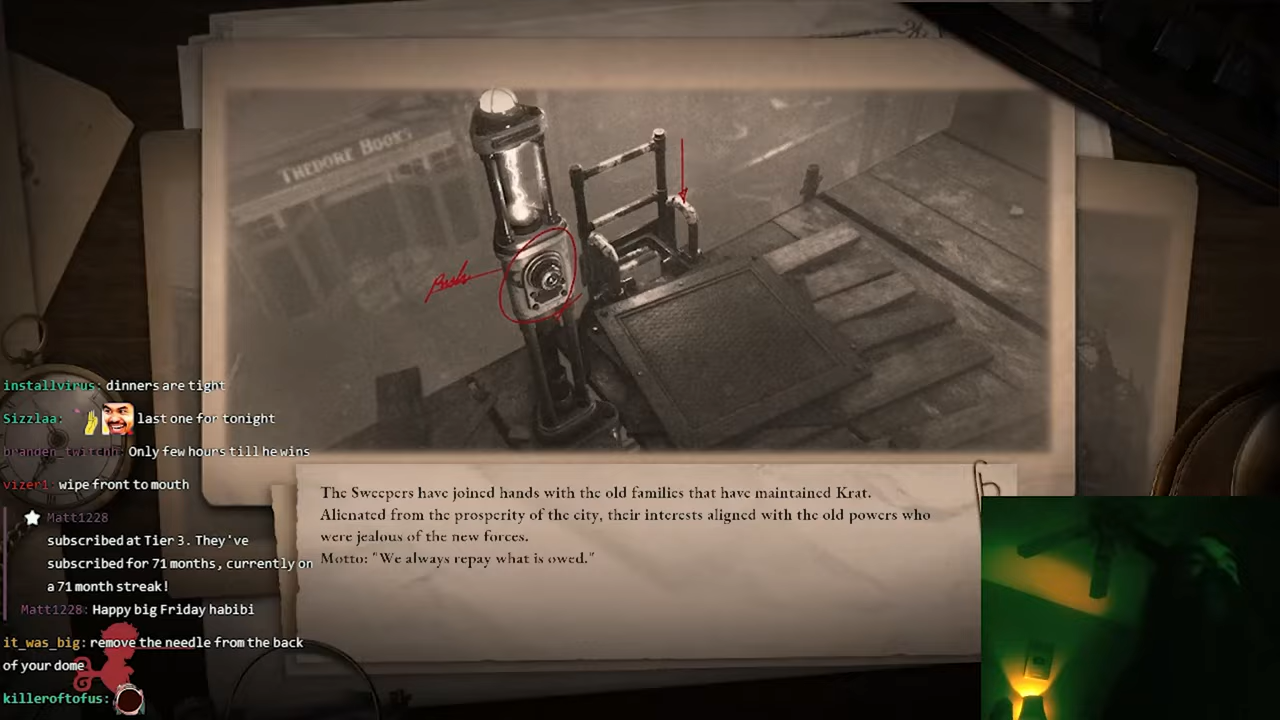 THEDORE BOOK'S
Push
The Sweepers have joined hands with the old families that have maintained Krat.
Alienated from the prosperity of the city, their interests aligned with the old powers who
were jealous of the new forces.
Motto: "We always repay what is owed."
installvirus: dinners are tight
Sizzlaa: last one for tonight
branden_twitchh: Only few hours till he wins
vizer1: wipe front to mouth
Matt1228
subscribed at Tier 3. They've
subscribed for 71 months, currently on
a 71 month streak!
Matt1228: Happy big Friday habibi
it_was_big: remove the needle from the back
of your dome
killeroftofus: